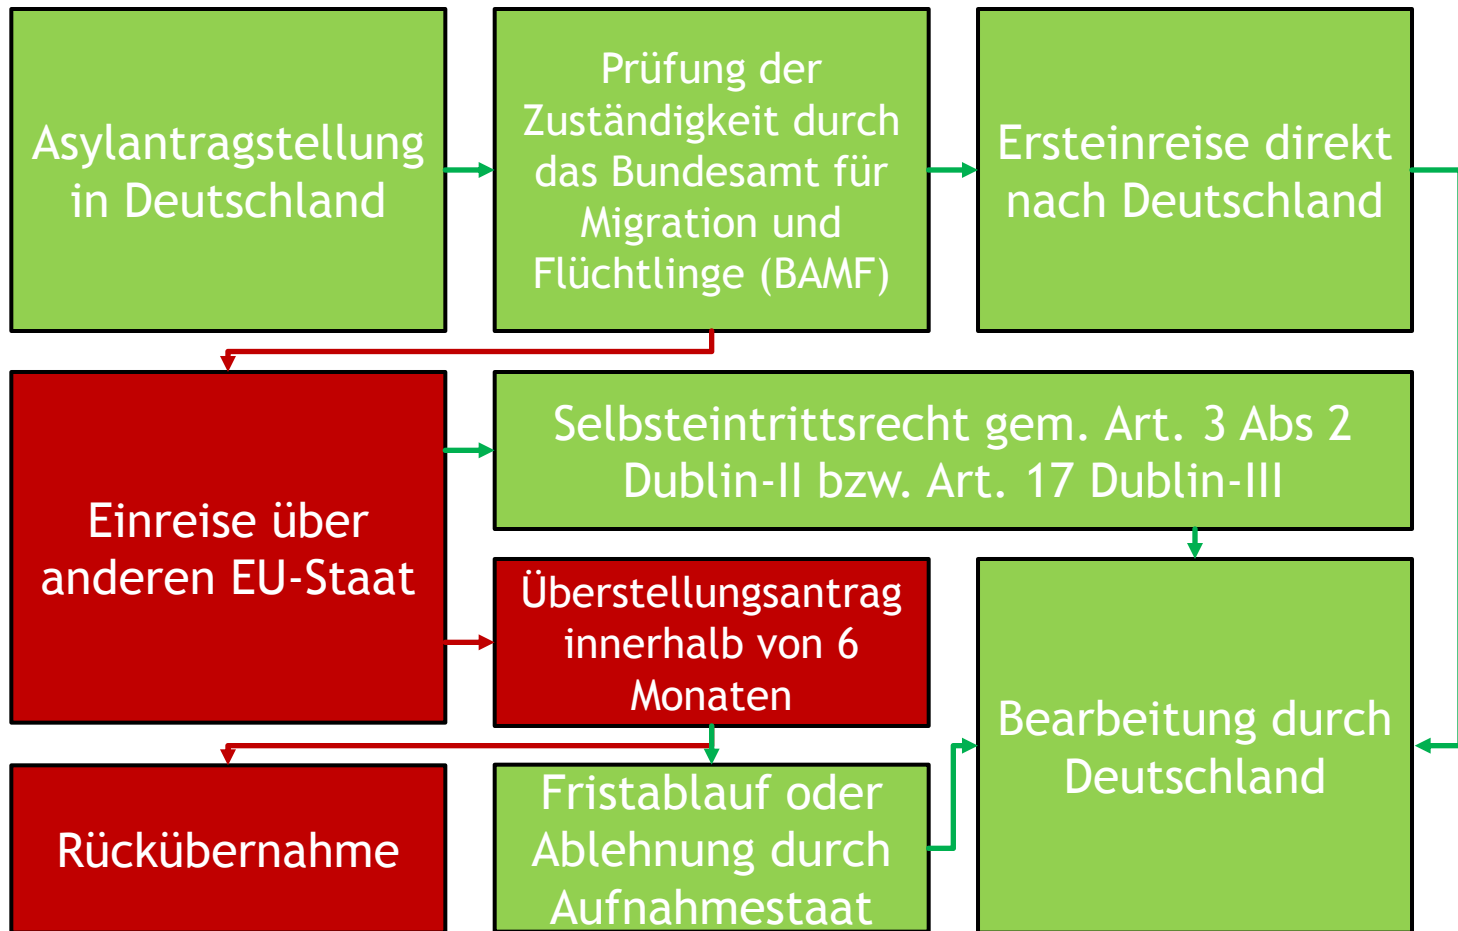 Asylantragstellung
in Deutschland
Prüfung der
Zuständigkeit durch
das Bundesamt für
Migration und
Flüchtlinge (BAMF)
Ersteinreise direkt
nach Deutschland
Einreise über
anderen EU-Staat
Selbsteintrittsrecht gem. Art. 3 Abs 2
Dublin-II bzw. Art. 17 Dublin-III
Überstellungsantrag
innerhalb von 6
Monaten
Bearbeitung durch
Deutschland
Rückübernahme
Fristablauf oder
Ablehnung durch
Aufnahmestaat